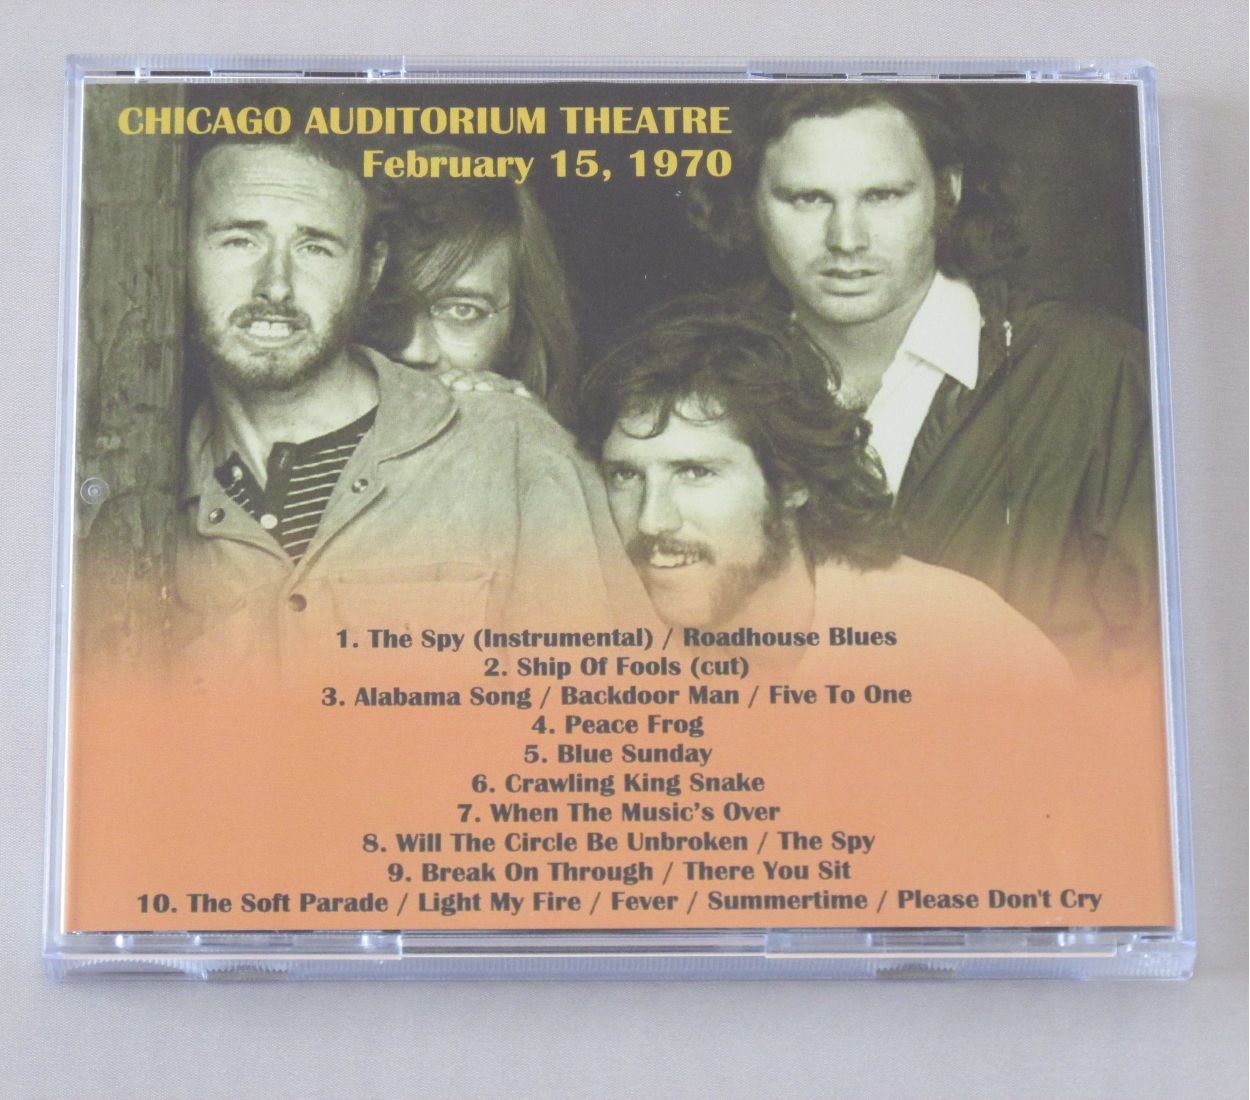 CHICAGO AUDITORIUM THEATRE
February 15, 1970
1. The Spy (Instrumental) / Roadhouse Blues
2. Ship Of Fools (cut)
3. Alabama Song / Backdoor Man / Five To One
4. Peace Frog
5. Blue Sunday
6. Crawling King Snake
7. When The Music's Over
8. Will The Circle Be Unbroken / The Spy
9. Break On Through / There You Sit
10. The Soft Parade / Light My Fire / Fever / Summertime / Please Don't Cry